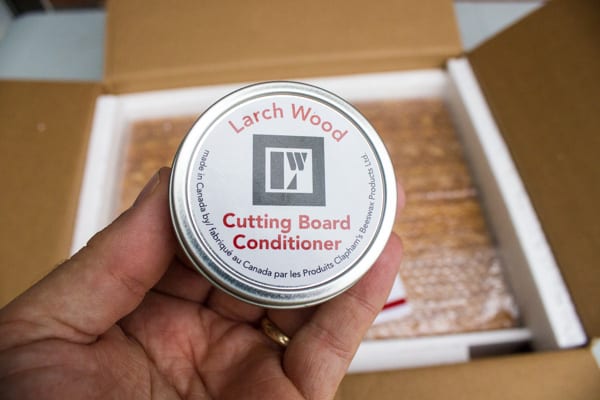 Larch Wood
LW
Cutting Board
Conditioner
made in Canada by/ fabriqué au Canada par les Produits Clapham's Beeswax Products Ltd.